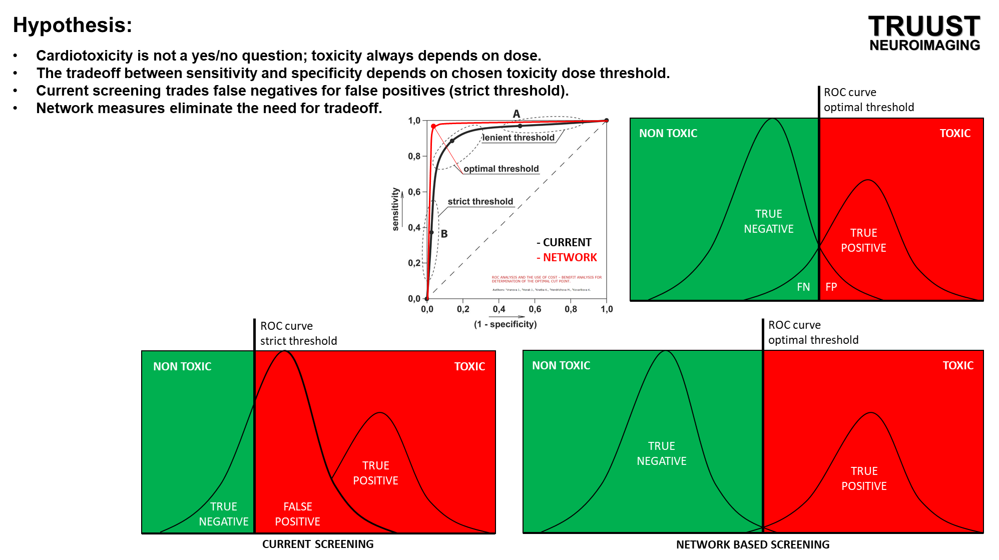 Hypothesis:
TRUUST
NEUROIMAGING
• Cardiotoxicity is not a yes/no question; toxicity always depends on dose.
• The tradeoff between sensitivity and specificity depends on chosen toxicity dose threshold.
• Current screening trades false negatives for false positives (strict threshold).
• Network measures eliminate the need for tradeoff.
A
1,0
lenient threshold
0,8
optimal threshold
0,6
strict threshold
sensitivity
0,4
B
- CURRENT
- NETWORK
0,2
ROC ANALYSIS AND THE USE OF COST – BENEFIT ANALYSIS FOR
DETERMINATION OF THE OPTIMAL CUT POINT.
Authors: ¹Vranova J., ²Horak J., ²Kratka K., ²Hendrichova M., ²Kovarikova K.
0,0
0,0 0,2 0,4 0,6 0,8 1,0
(1 - specificity)
ROC curve
optimal threshold
NON TOXIC
TOXIC
TRUE
NEGATIVE
TRUE
POSITIVE
FN
FP
ROC curve
strict threshold
NON TOXIC
TOXIC
TRUE
POSITIVE
TRUE
NEGATIVE
FALSE
POSITIVE
CURRENT SCREENING
ROC curve
optimal threshold
NON TOXIC
TOXIC
TRUE
NEGATIVE
TRUE
POSITIVE
NETWORK BASED SCREENING